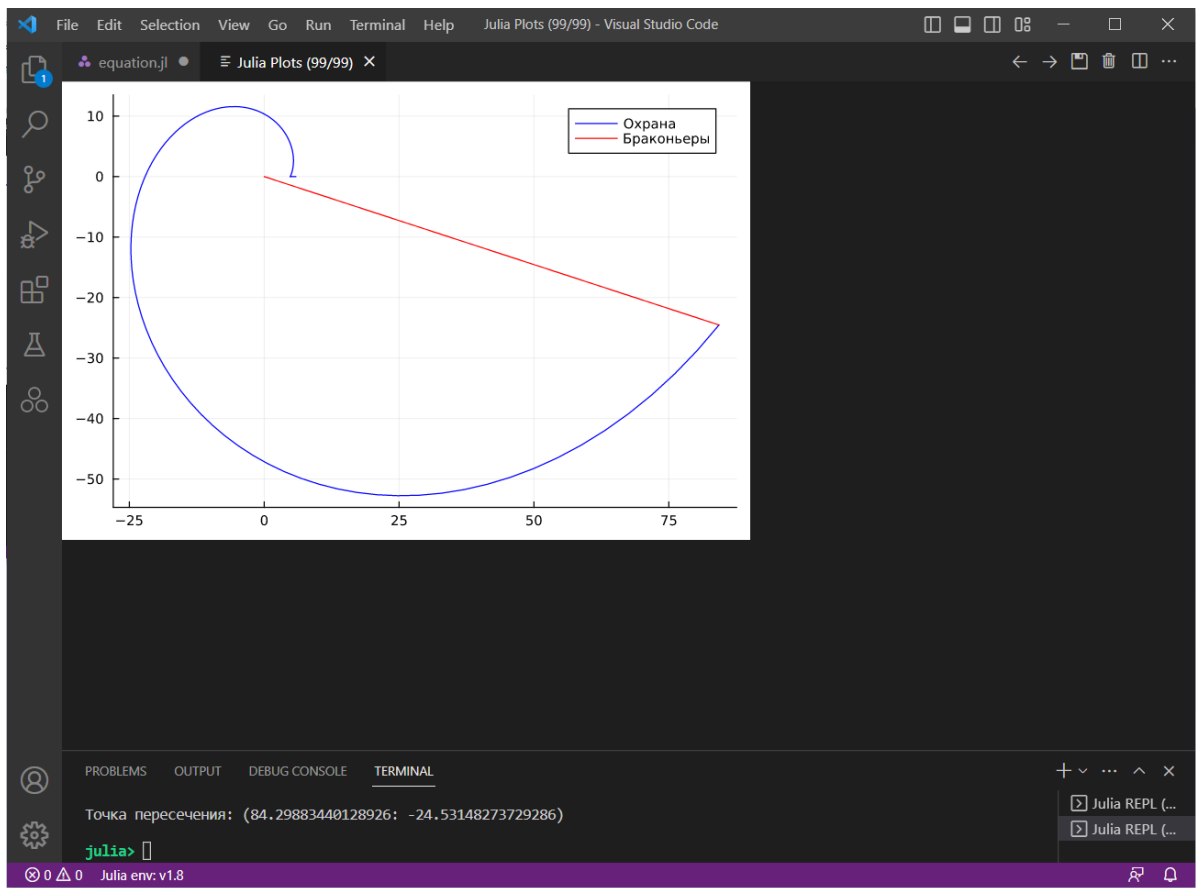 File Edit Selection View Go Run Terminal Help Julia Plots (99/99) - Visual Studio Code
equation.jl Julia Plots (99/99)
1
Охрана
Браконьеры
10
0
−10
−20
−30
−40
−50
−25 0 25 50 75
PROBLEMS OUTPUT DEBUG CONSOLE TERMINAL
Точка пересечения: (84.29883440128926: -24.53148273729286)
julia>
Julia REPL (...
Julia REPL (...
0 0 Julia env: v1.8